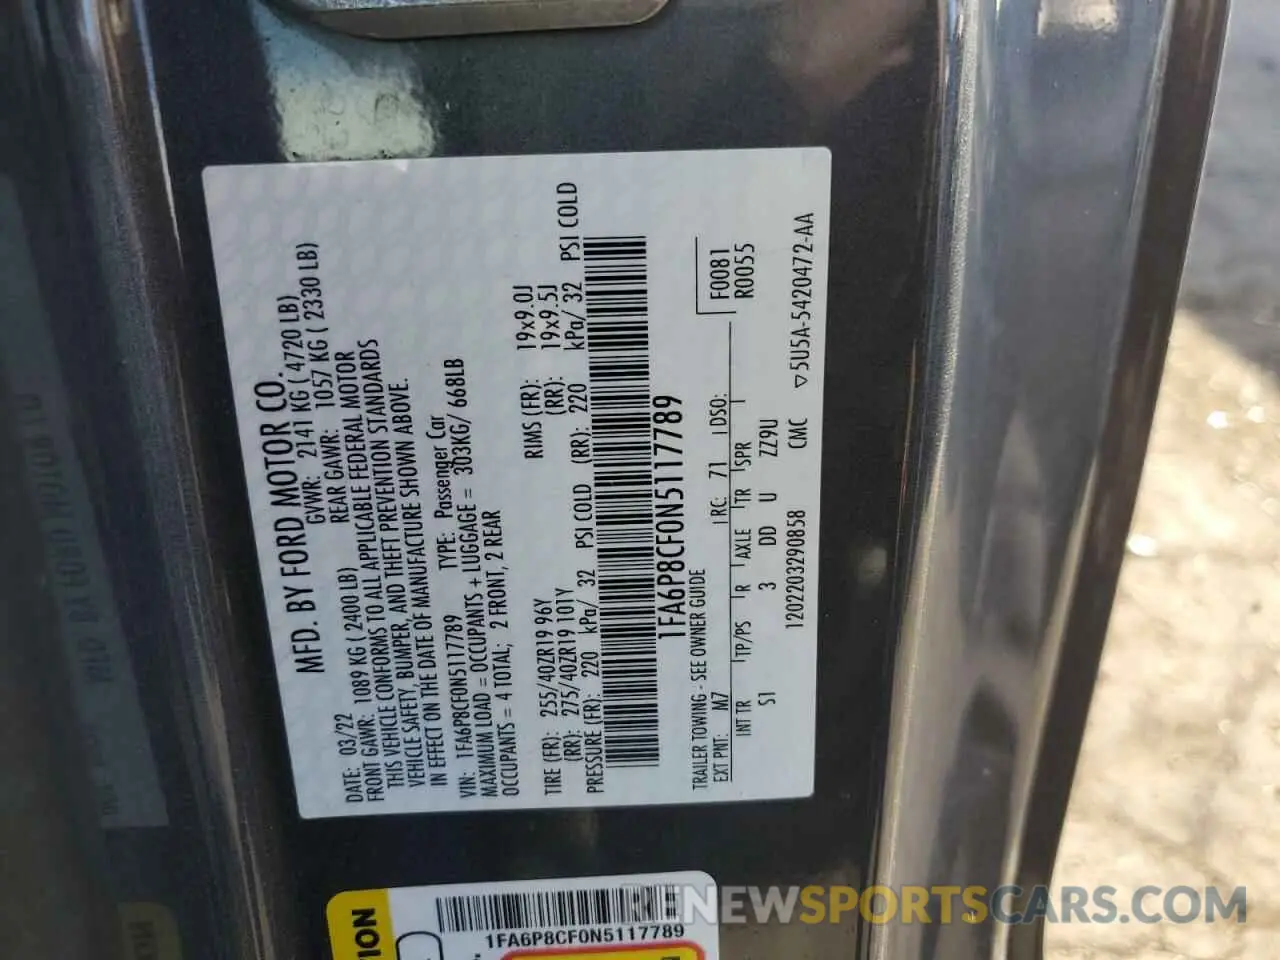 MFD. BY FORD MOTOR CO.
DATE: 03/22 GVWR: 2141 KG ( 4720 LB)
FRONT GAWR: 1089 KG ( 2400 LB) REAR GAWR: 1057 KG ( 2330 LB)
THIS VEHICLE CONFORMS TO ALL APPLICABLE FEDERAL MOTOR
VEHICLE SAFETY, BUMPER, AND THEFT PREVENTION STANDARDS
IN EFFECT ON THE DATE OF MANUFACTURE SHOWN ABOVE.
VIN: 1FA6P8CF0N5117789 TYPE: Passenger Car
MAXIMUM LOAD = OCCUPANTS + LUGGAGE = 303KG/ 668LB
OCCUPANTS = 4 TOTAL; 2 FRONT, 2 REAR
TIRE (FR): 255/40ZR19 96Y RIMS (FR): 19x9.0J
(RR): 275/40ZR19 101Y (RR): 19x9.5J
PRESSURE (FR): 220 kPa/ 32 PSI COLD (RR): 220 kPa/ 32 PSI COLD
1FA6P8CF0N5117789
TRAILER TOWING - SEE OWNER GUIDE F0081
EXT PNT: M7 RC: 71 DSO: R0055
INT TR TP/PS R AXLE TR SPR
S1 3 DD U ZZ9U
120220329085​8 CMC ▽5U5A-5420472-AA
1FA6P8CF0N5117789
RENEWSPORTSCARS.COM